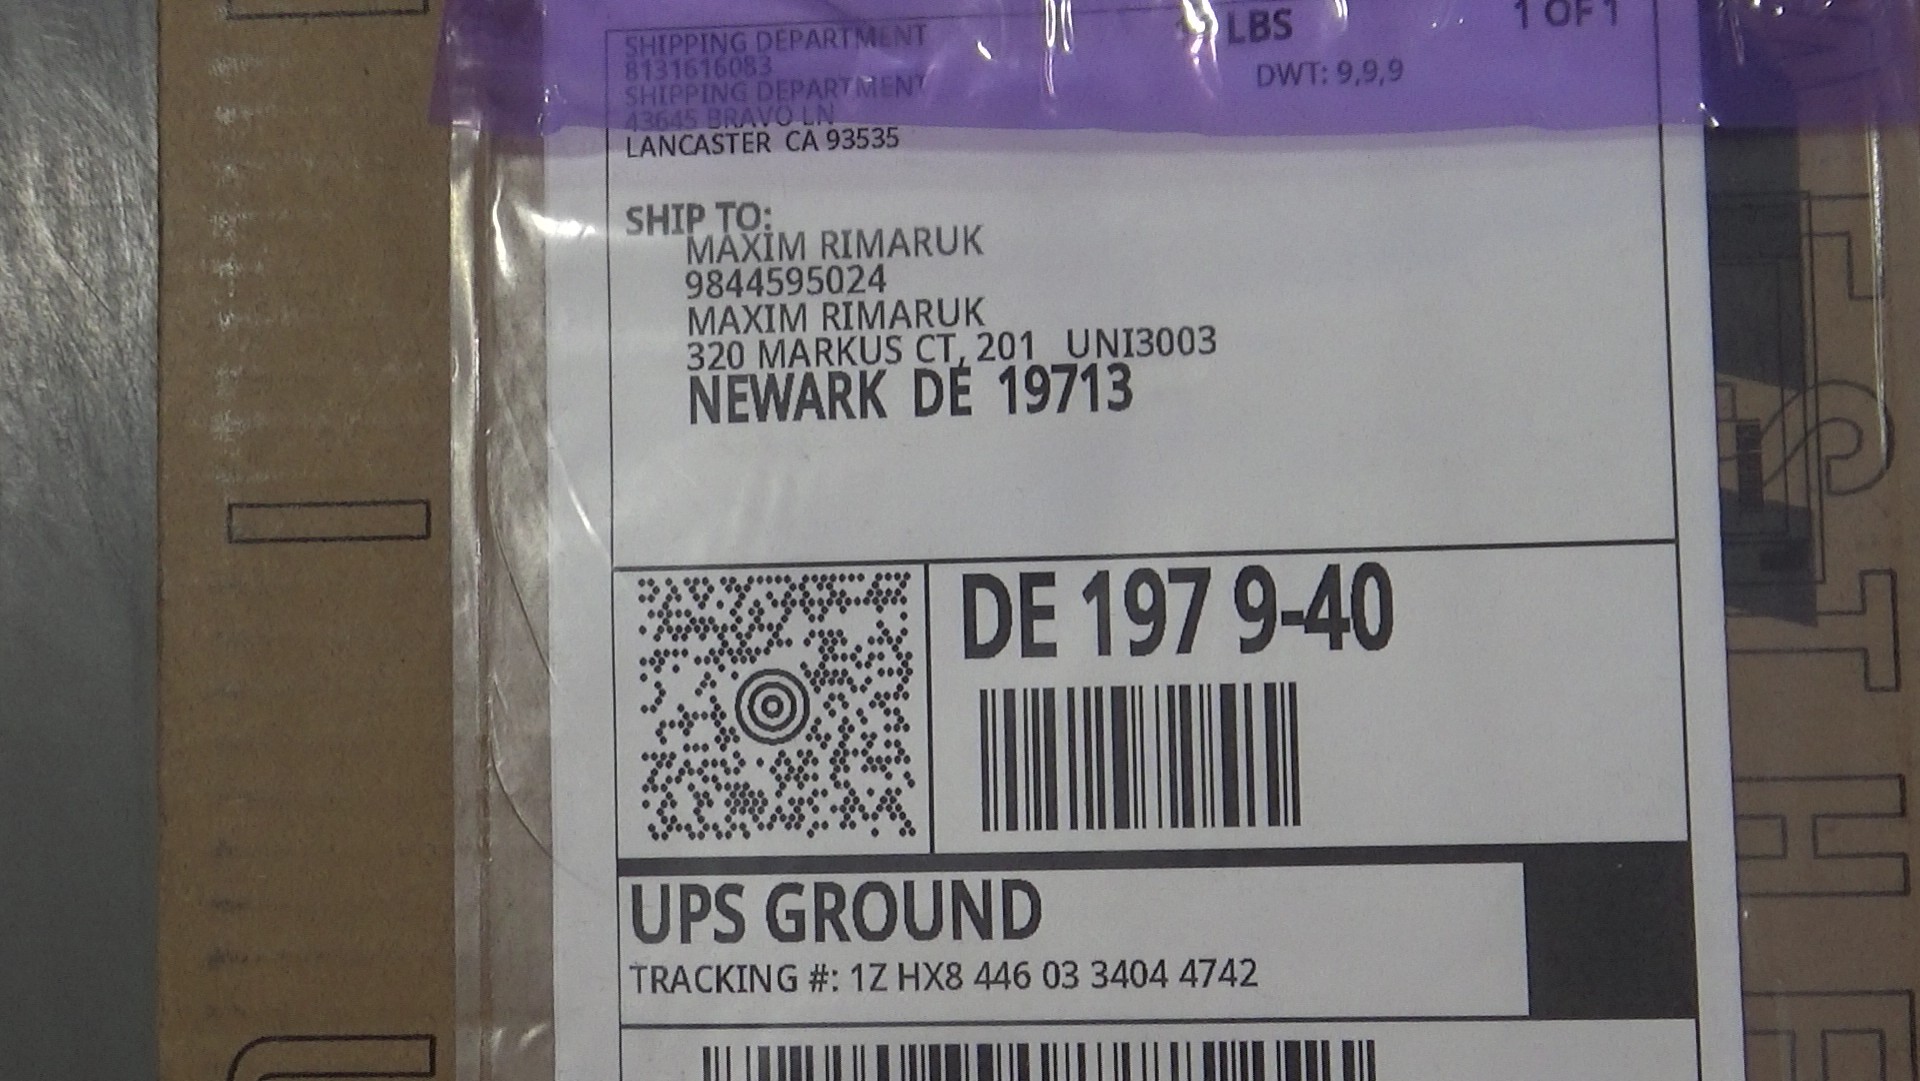 LBS
1 OF 1
SHIPPING DEPARTMENT
8131616083
DWT: 9,9,9
SHIPPING DEPARTMENT
43645 BRAVO LN
LANCASTER CA 93535
SHIP TO:
MAXIM RIMARUK
9844595024
MAXIM RIMARUK
320 MARKUS CT, 201 UNI3003
NEWARK DE 19713
DE 197 9-40
UPS GROUND
TRACKING #: 1Z HX8 446 03 3404 4742